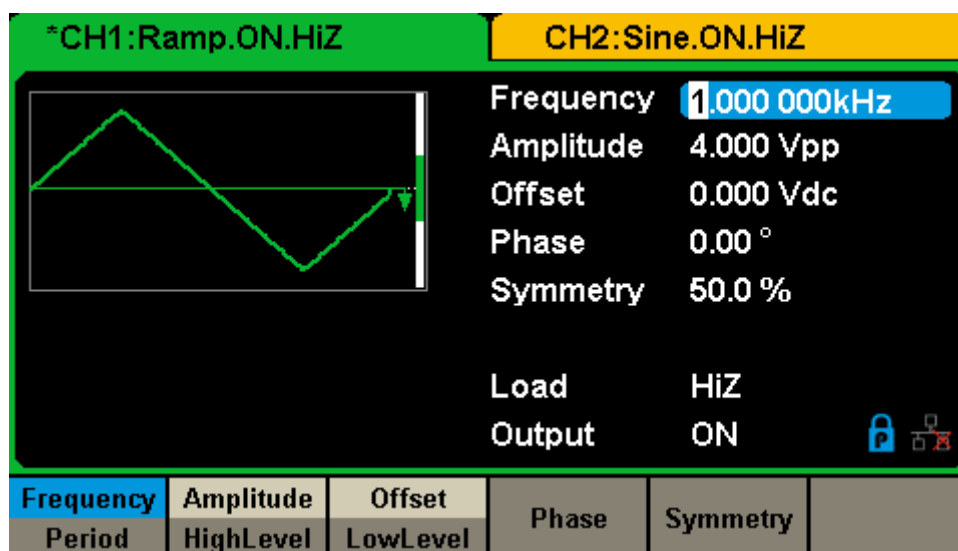 *CH1:Ramp.ON.HiZ CH2:Sine.ON.HiZ
Frequency 1.000 000kHz
Amplitude 4.000 Vpp
Offset 0.000 Vdc
Phase 0.00 °
Symmetry 50.0 %
Load HiZ
Output ON P
Frequency Amplitude Offset Phase Symmetry
Period HighLevel LowLevel